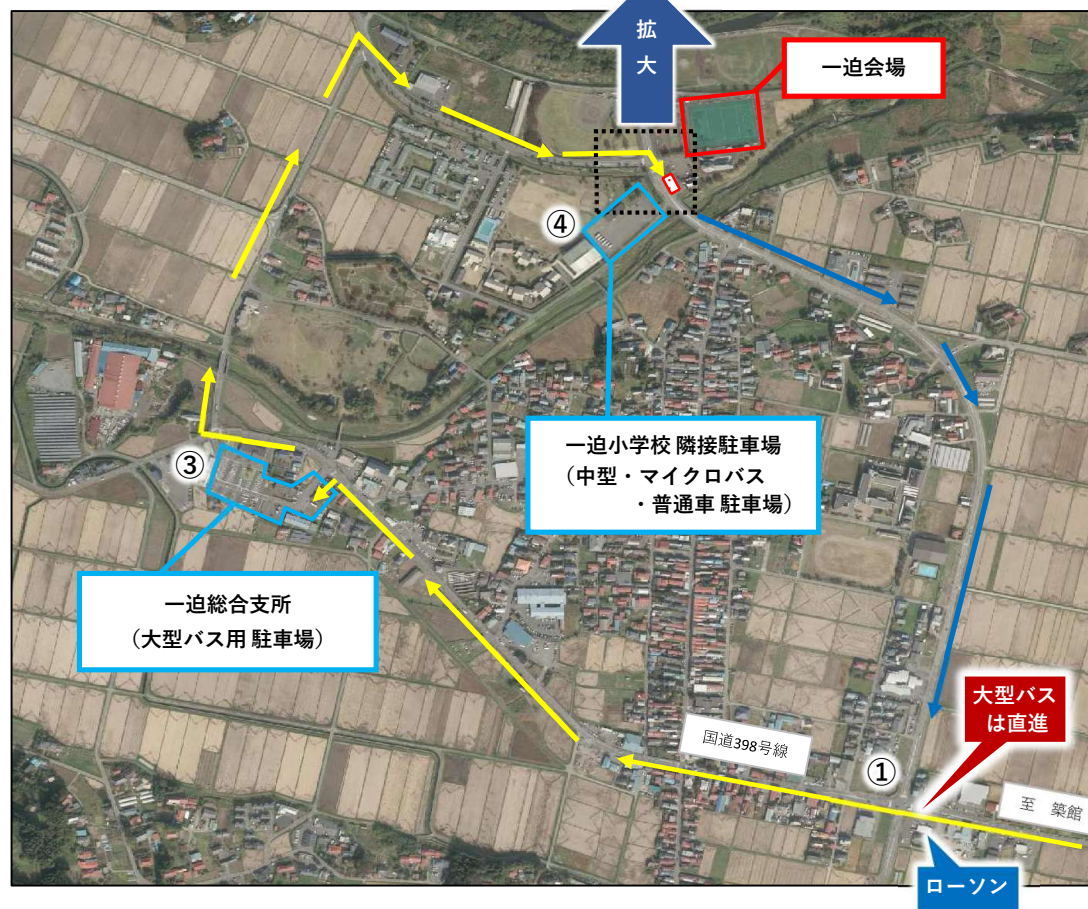 拡
大
一迫会場
④
一迫小学校 隣接駐車場
（中型・マイクロバス
・普通車 駐車場）
③
一迫総合支所
（大型バス用 駐車場）
大型バス
は直進
国道398号線
①
至 築館
ローソン